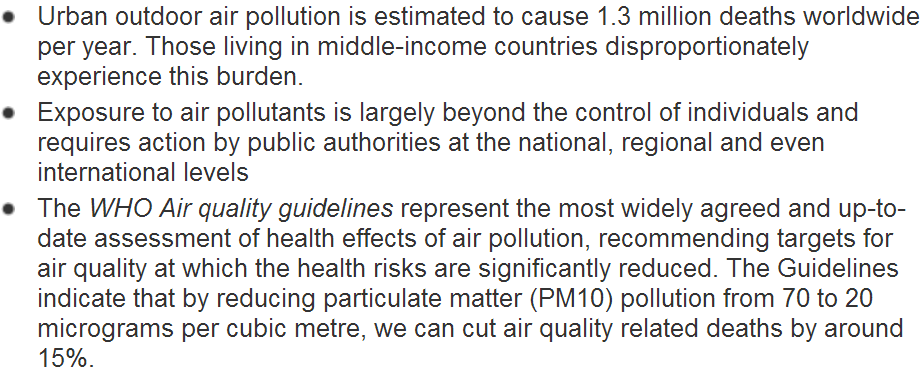 • Urban outdoor air pollution is estimated to cause 1.3 million deaths worldwide
per year. Those living in middle-income countries disproportionately
experience this burden.
• Exposure to air pollutants is largely beyond the control of individuals and
requires action by public authorities at the national, regional and even
international levels
• The WHO Air quality guidelines represent the most widely agreed and up-to-
date assessment of health effects of air pollution, recommending targets for
air quality at which the health risks are significantly reduced. The Guidelines
indicate that by reducing particulate matter (PM10) pollution from 70 to 20
micrograms per cubic metre, we can cut air quality related deaths by around
15%.